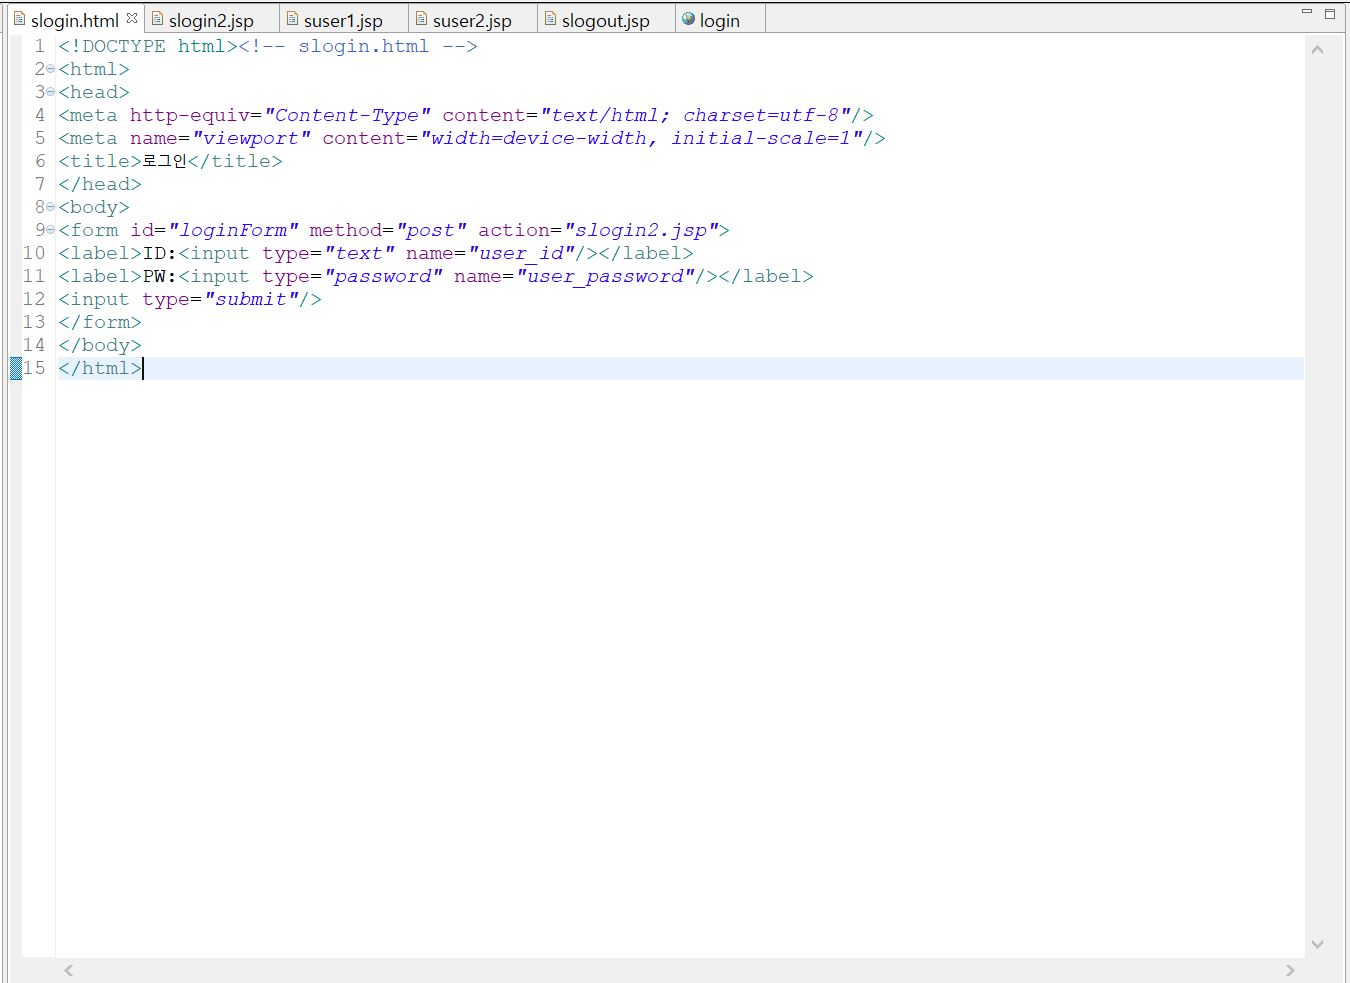 slogin.html slogin2.jsp suser1.jsp suser2.jsp slogout.jsp login
1 <!DOCTYPE html><!-- slogin.html -->
2 <html>
3 <head>
4 <meta http-equiv="Content-Type" content="text/html; charset=utf-8"/>
5 <meta name="viewport" content="width=device-width, initial-scale=1"/>
6 <title>로그인</title>
7 </head>
8 <body>
9 <form id="loginForm" method="post" action="slogin2.jsp">
10 <label>ID:<input type="text" name="user_id"/></label>
11 <label>PW:<input type="password" name="user_password"/></label>
12 <input type="submit"/>
13 </form>
14 </body>
15 </html>